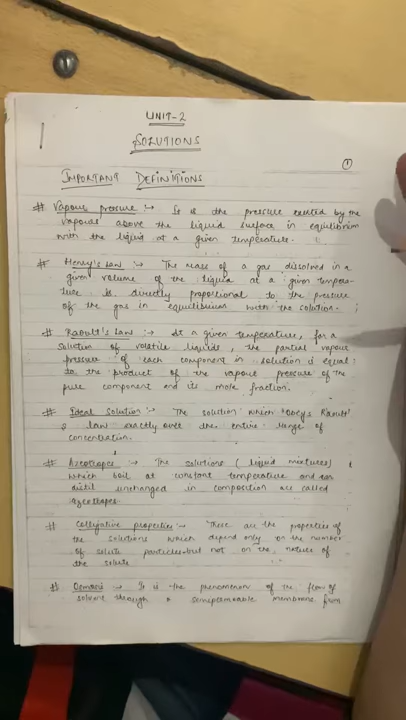 UNIT-2
SOLUTIONS
1
IMPORTANT DEFINITIONS
# Vapour pressure :→ It is the pressure exerted by the
vapours above the liquid surface in equilibrium
with the liquid at a given temperature.
# Henry's Law :→ The mass of a gas dissolved in a
given volume of the liquid at a given tempera-
ture is directly propotional to the pressure
of the gas in equilibrium with the solution.
# Raoult's Law :→ At a given temperature, for a
solution of volatile liquids, the partial vapour
pressure of each component in solution is equal
to the product of the vapour pressure of the
pure component and its mole fraction.
# Ideal solution :→ The solution which obeys Raoult'
s law exactly over the entire range of
concentration.
# Azeotropes :→ The solutions (liquid mixtures)
which boil at constant temperature and can
distil unchanged in composition are called
azeotropes.
# Colligative properties :→ These are the properties of
the solutions which depend only on the number
of solute particles but not on the nature of
the solute
# Osmosis :→ It is the phenomenon of the flow of
solvent through a semipermeable membrane from